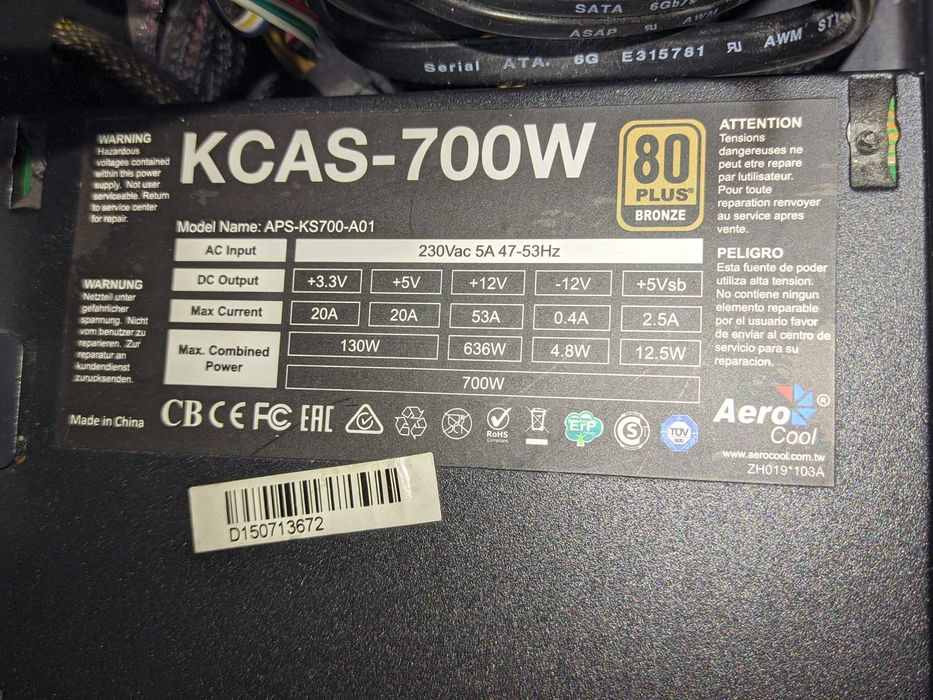 SATA 6Gb/s
ASAP AWM
Serial ATA. 6G E315781 AWM STY
WARNING
Hazardous
voltages contained
within this power
supply. Not user
serviceable. Return
to service center
for repair.
KCAS-700W
80
PLUS®
BRONZE
ATTENTION
Tensions
dangereuses ne
peut etre repare
par lutilisateur.
Pour toute
reparation renvoyer
au service apres
vente.
Model Name: APS-KS700-A01
AC Input 230Vac 5A 47-53Hz
DC Output +3.3V +5V +12V -12V +5Vsb
Max Current 20A 20A 53A 0.4A 2.5A
Max. Combined
Power
130W 636W 4.8W 12.5W
700W
WARNUNG
Netzteil unter
gefahrlicher
spannung. Nicht
vom benutzer zu
reparieren. Zur
reparatur an
kundendienst
zurucksenden.
PELIGRO
Esta fuente de poder
utiliza alta tension.
No contiene ningun
elemento reparable
por el usuario favor
de enviar al centro de
servicio para su
reparacion.
Made in China
CB CE FC EAC
RoHS
Compliant
ErP
S
TÜV
SÜD
Aero®
Cool
www.aerocool.com.tw
ZH019*103A
D150713672